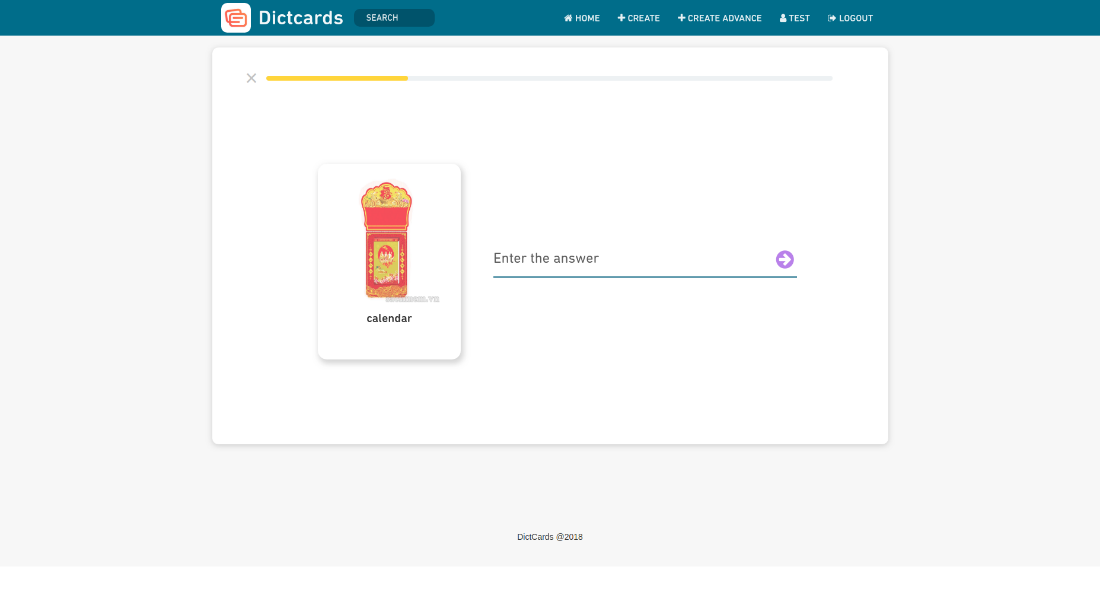 Dictcards
SEARCH
HOME
CREATE
CREATE ADVANCE
TEST
LOGOUT
Enter the answer
calendar
DictCards @2018